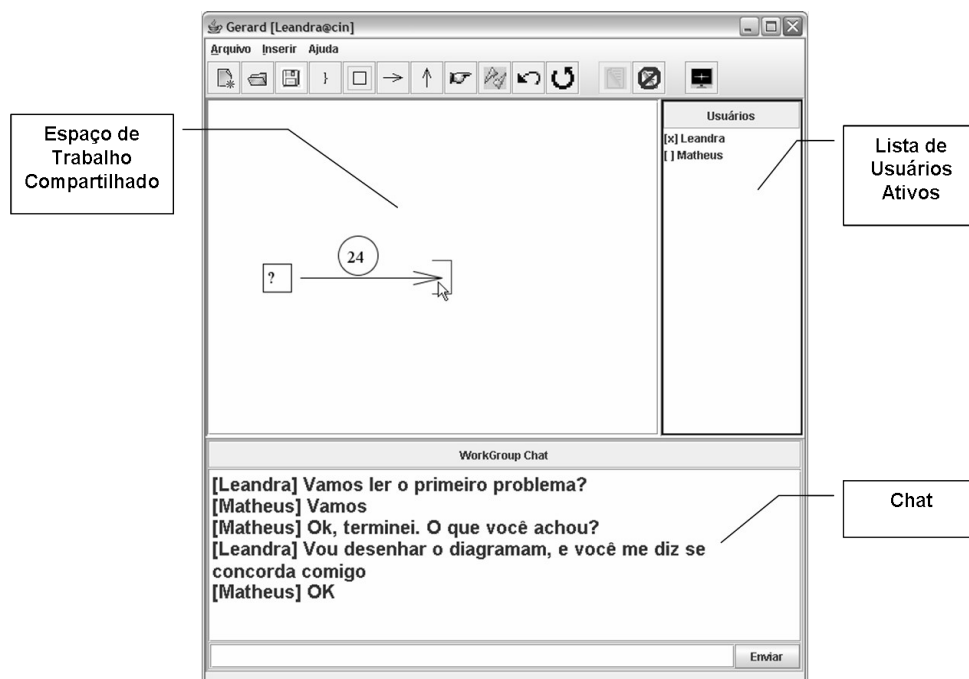 Gerard [Leandra@cin]
Arquivo Inserir Ajuda
Espaço de
Trabalho
Compartilhado
Usuários
[x] Leandra
[ ] Matheus
Lista de
Usuários
Ativos
24
?
WorkGroup Chat
[Leandra] Vamos ler o primeiro problema?
[Matheus] Vamos
[Matheus] Ok, terminei. O que você achou?
[Leandra] Vou desenhar o diagramam, e você me diz se
concorda comigo
[Matheus] OK
Chat
Enviar